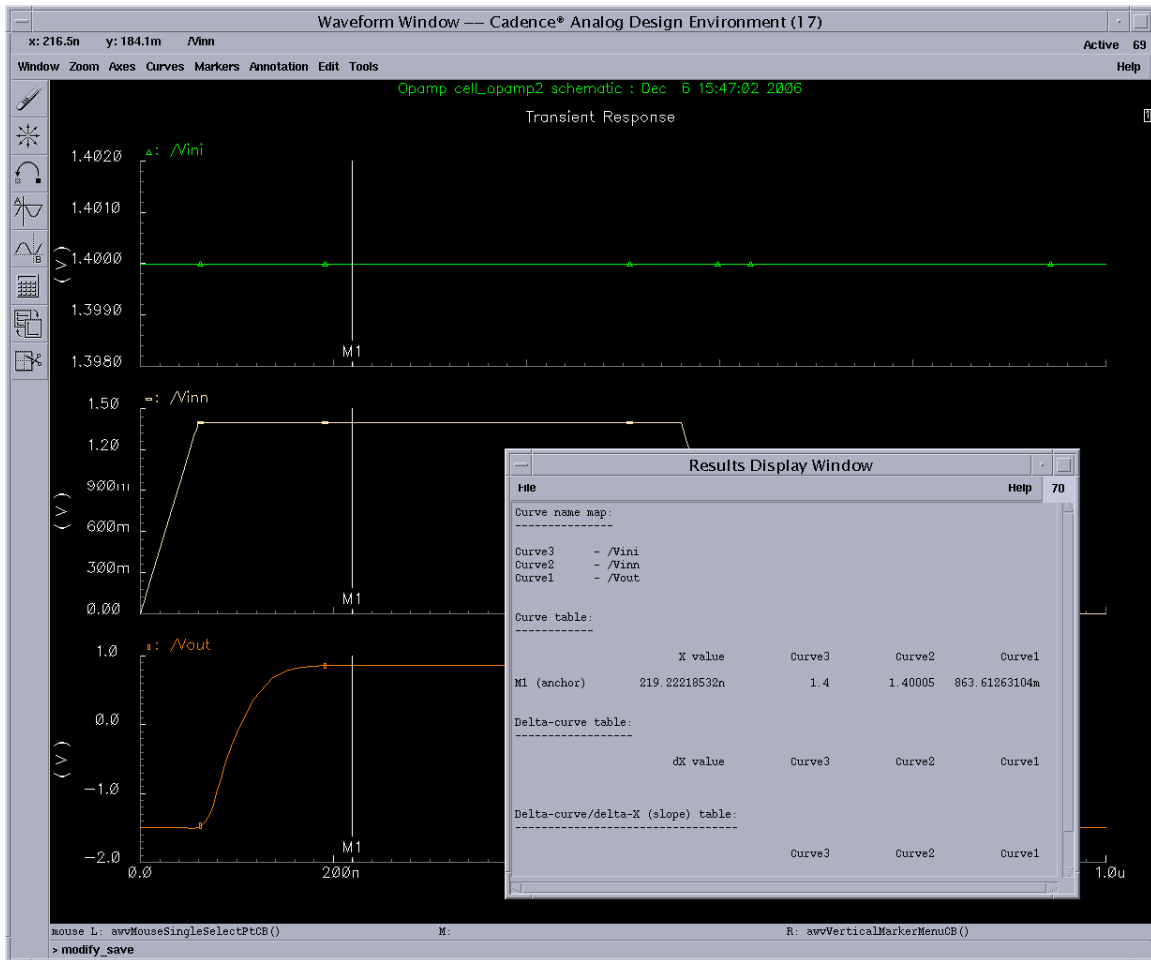 Waveform Window –– Cadence® Analog Design Environment (17)
x: 216.5n y: 184.1m /Vinn
Active 69
Window Zoom Axes Curves Markers Annotation Edit Tools Help
Opamp cell_opamp2 schematic : Dec 6 15:47:02 2006
Transient Response
1
A
B
▵: /Vini
1.4020
1.4010
1.4000
1.3990
1.3980
(V)
M1
▫: /Vinn
1.50
1.20
900m
600m
300m
0.00
(V)
M1
▯: /Vout
1.0
0.0
−1.0
−2.0
(V)
M1
0.0 200n 1.0u
Results Display Window
File Help 70
Curve name map:
---------------
Curve3 - /Vini
Curve2 - /Vinn
Curve1 - /Vout
Curve table:
------------
X value Curve3 Curve2 Curve1
M1 (anchor) 219.22218532n 1.4 1.40005 863.61263104m
Delta-curve table:
------------------
dX value Curve3 Curve2 Curve1
Delta-curve/delta-X (slope) table:
----------------------------------
Curve3 Curve2 Curve1
mouse L: awvMouseSingleSelectPtCB() M: R: awvVerticalMarkerMenuCB()
> modify_save